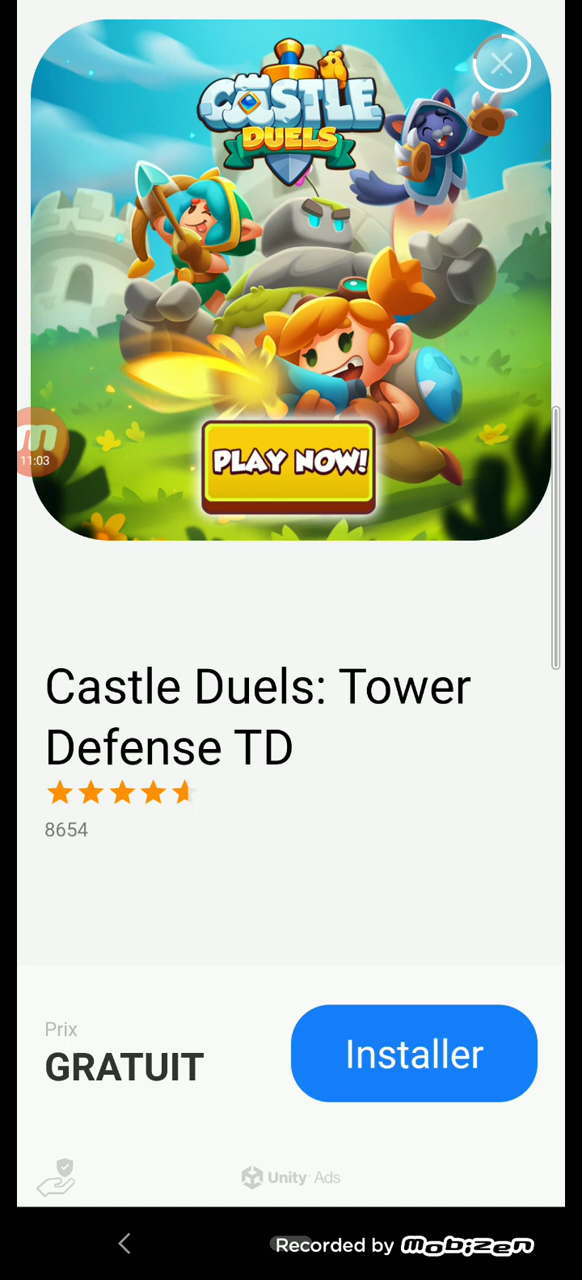 CASTLE
DUELS
PLAY NOW!
11:03
Castle Duels: Tower
Defense TD
8654
Prix
GRATUIT
Installer
Unity Ads
Recorded by mobizen